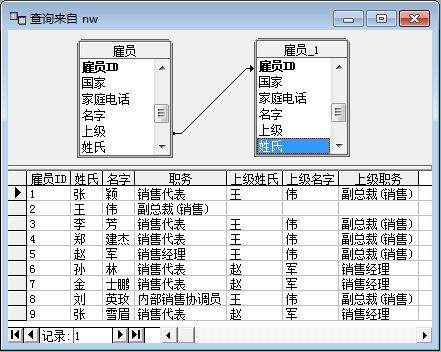 查询来自 nw
雇员
雇员ID
国家
家庭电话
名字
上级
姓氏
雇员_1
雇员ID
国家
家庭电话
名字
上级
姓氏
雇员ID 姓氏 名字 职务 上级姓氏 上级名字 上级职务
1 张 颖 销售代表 王 伟 副总裁(销售)
2 王 伟 副总裁(销售)
3 李 芳 销售代表 王 伟 副总裁(销售)
4 郑 建杰 销售代表 王 伟 副总裁(销售)
5 赵 军 销售经理 王 伟 副总裁(销售)
6 孙 林 销售代表 赵 军 销售经理
7 金 士鹏 销售代表 赵 军 销售经理
8 刘 英玫 内部销售协调员 王 伟 副总裁(销售)
9 张 雪眉 销售代表 赵 军 销售经理
记录: 1